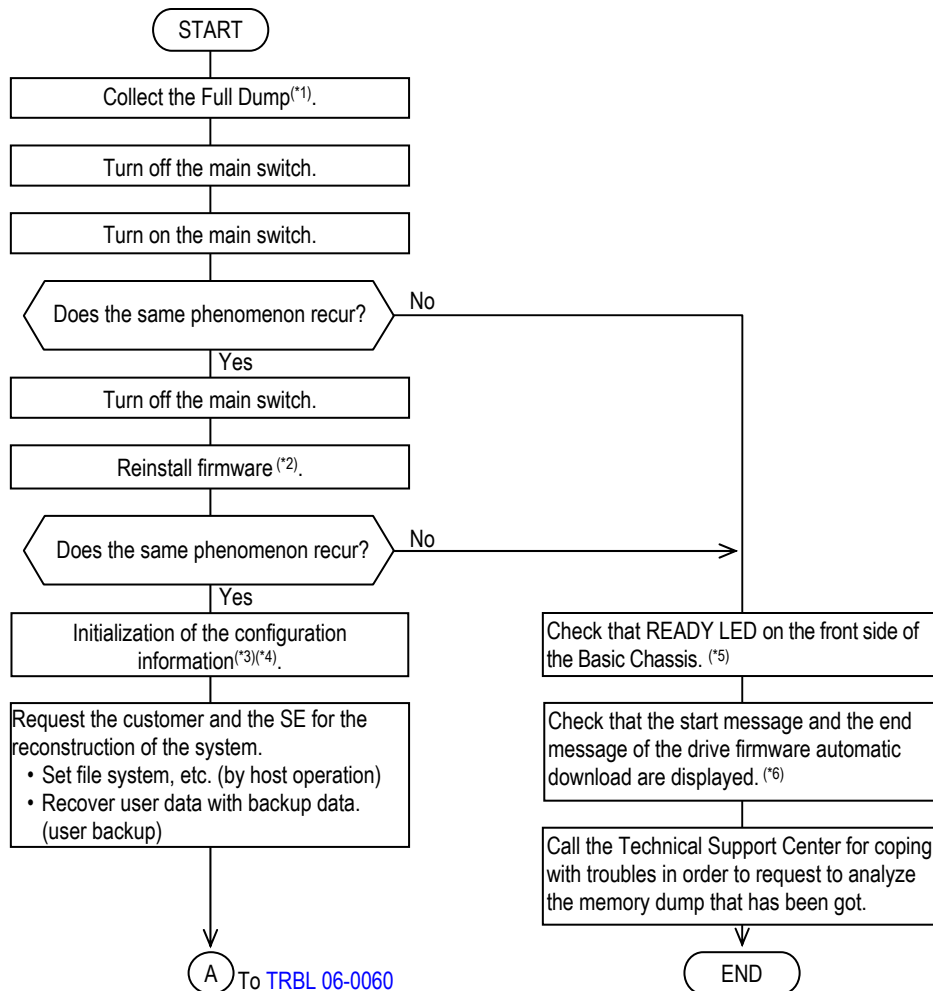 START
Collect the Full Dump(*1).
Turn off the main switch.
Turn on the main switch.
Does the same phenomenon recur?
No
Yes
Turn off the main switch.
Reinstall firmware (*2).
Does the same phenomenon recur?
No
Yes
Initialization of the configuration
information(*3)(*4).
Request the customer and the SE for the
reconstruction of the system.
• Set file system, etc. (by host operation)
• Recover user data with backup data.
(user backup)
A
To TRBL 06-0060
Check that READY LED on the front side of
the Basic Chassis. (*5)
Check that the start message and the end
message of the drive firmware automatic
download are displayed. (*6)
Call the Technical Support Center for coping
with troubles in order to request to analyze
the memory dump that has been got.
END